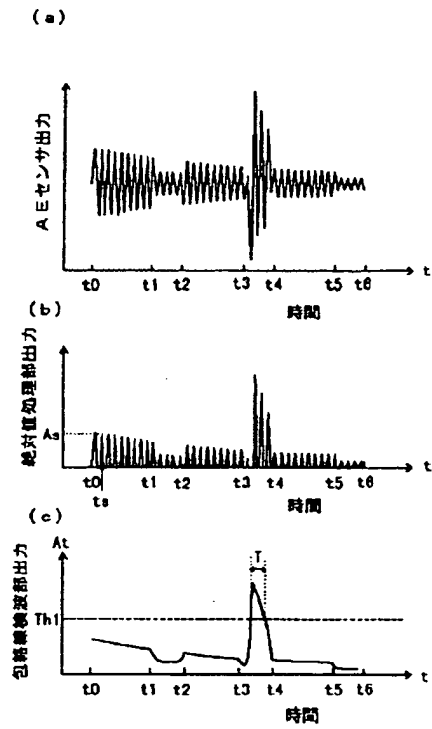 (a)
AEセンサ出力
t0 t1 t2 t3 t4 t5 t6 t
時間
(b)
絶対値処理部出力
As
t0 t1 t2 t3 t4 t5 t6 t
ts
時間
(c)
包絡線検波部出力
At
T
Th1
t0 t1 t2 t3 t4 t5 t6 t
時間